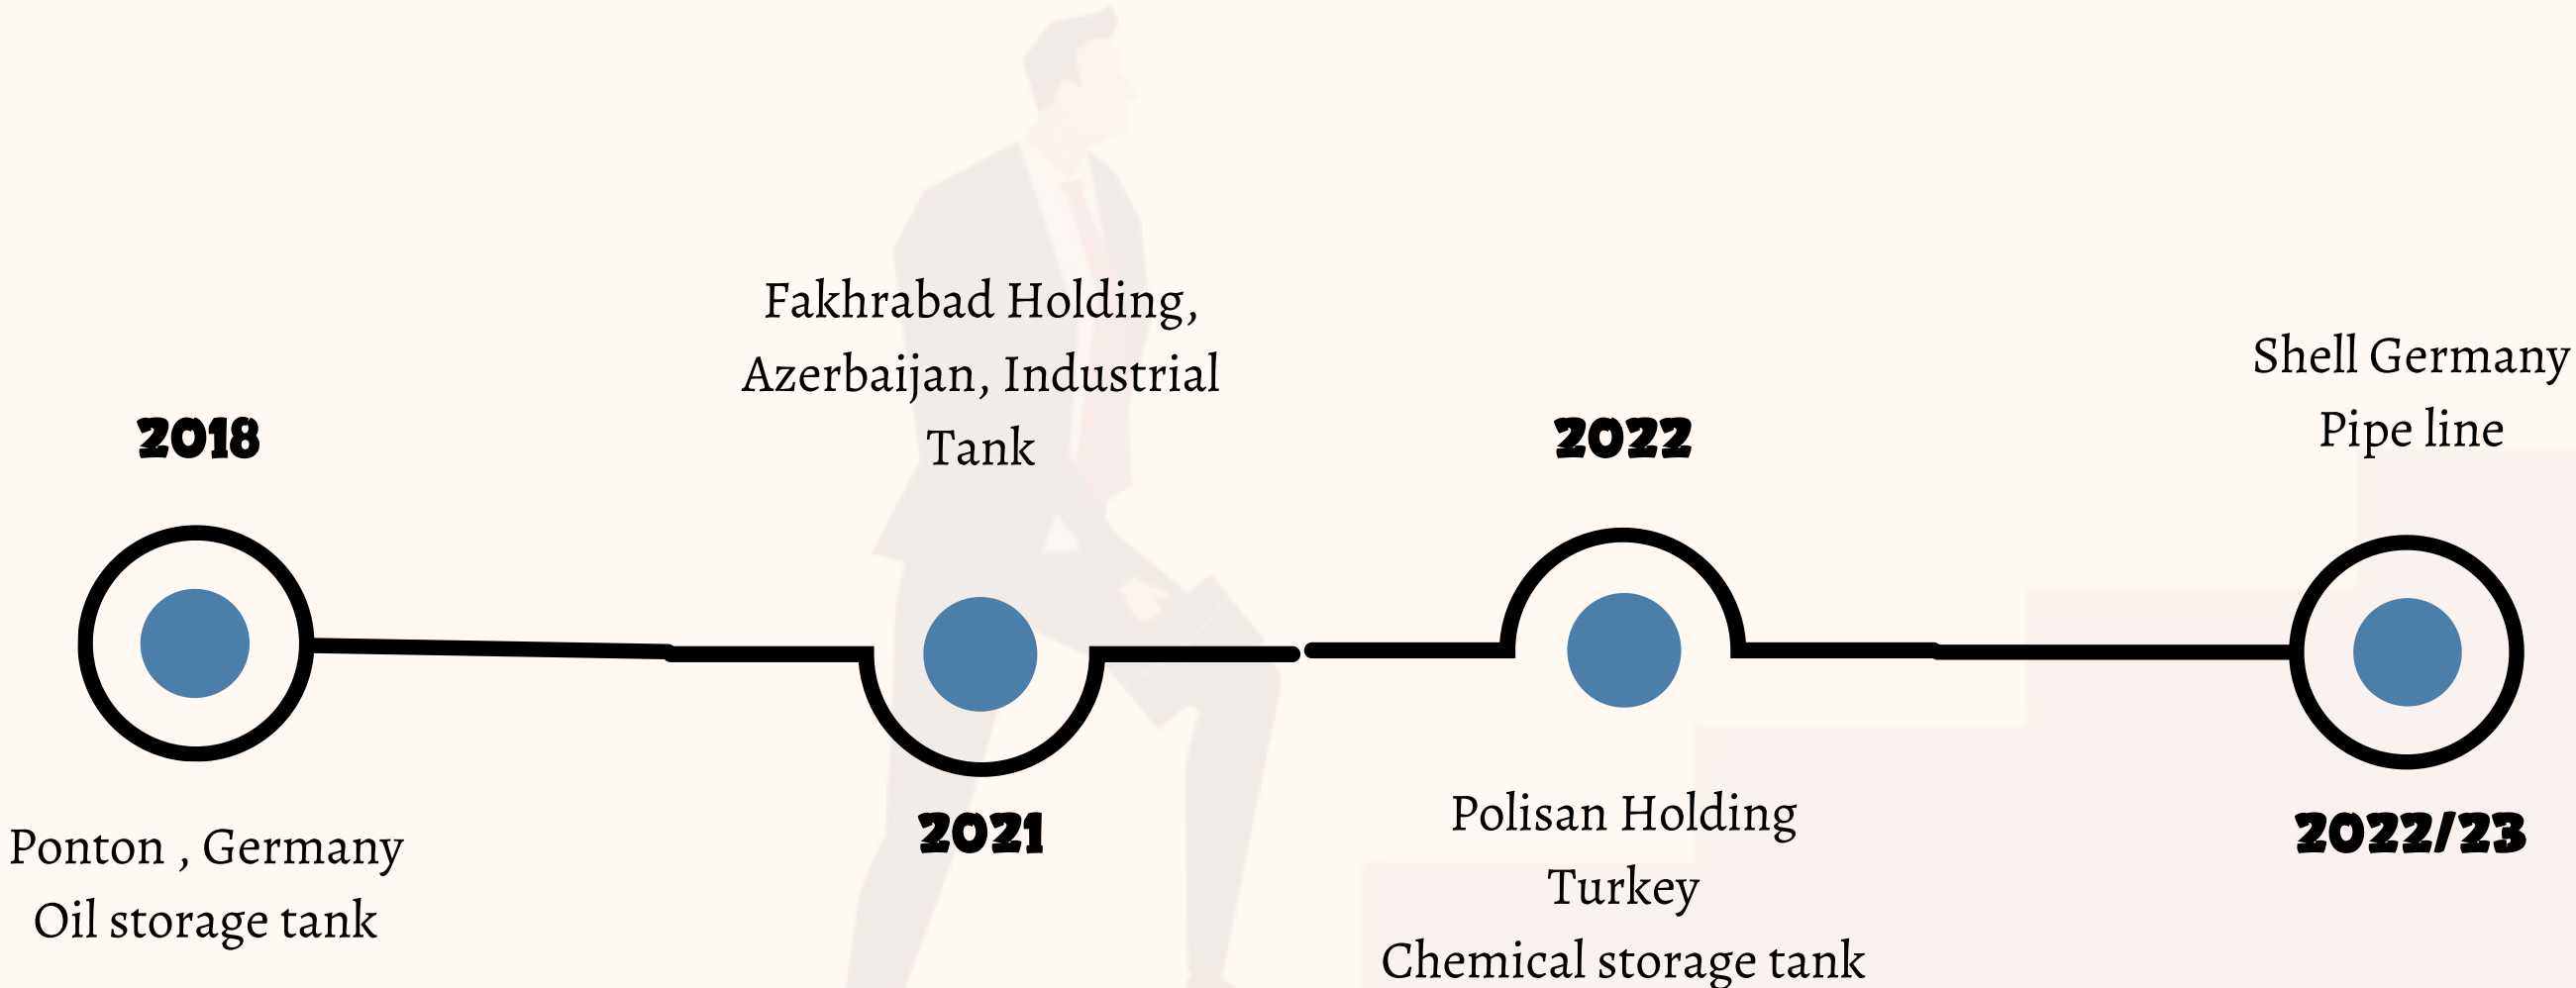 2018
Ponton , Germany
Oil storage tank
Fakhrabad Holding,
Azerbaijan, Industrial
Tank
2021
2022
Polisan Holding
Turkey
Chemical storage tank
Shell Germany
Pipe line
2022/23